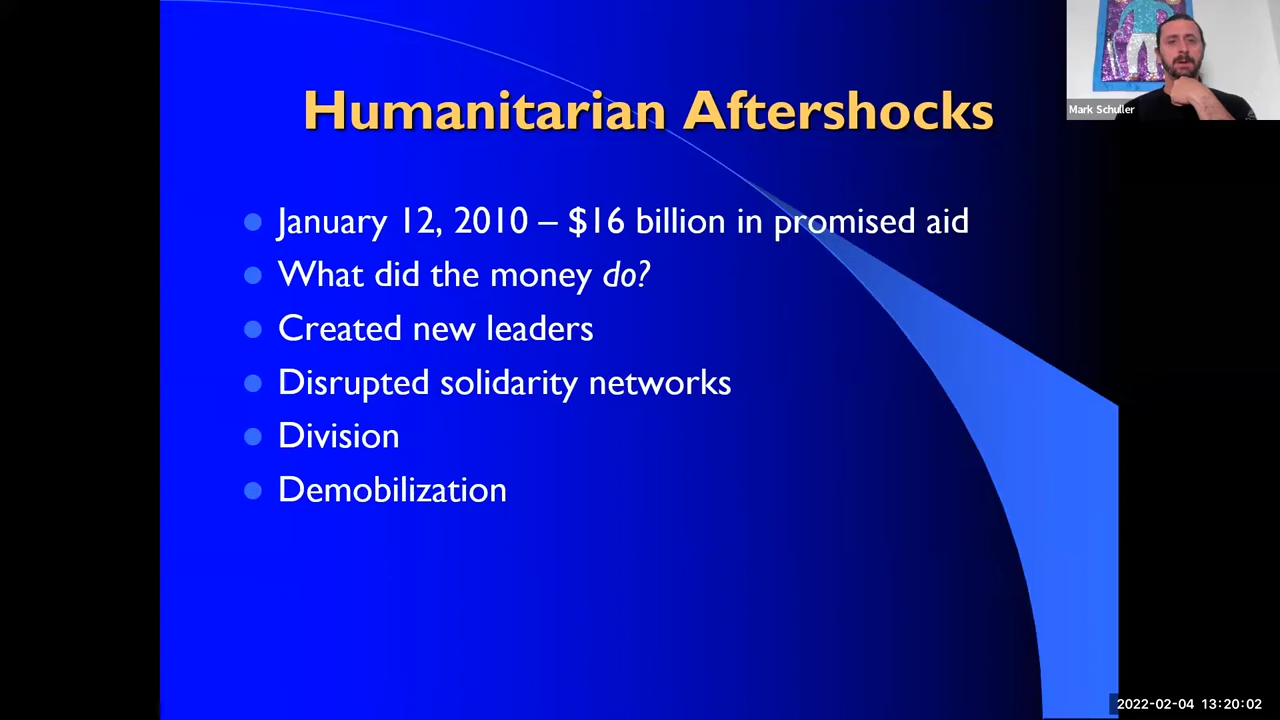 Humanitarian Aftershocks
Mark Schuller
January 12, 2010 – $16 billion in promised aid
What did the money do?
Created new leaders
Disrupted solidarity networks
Division
Demobilization
2022-02-04 13:20:02